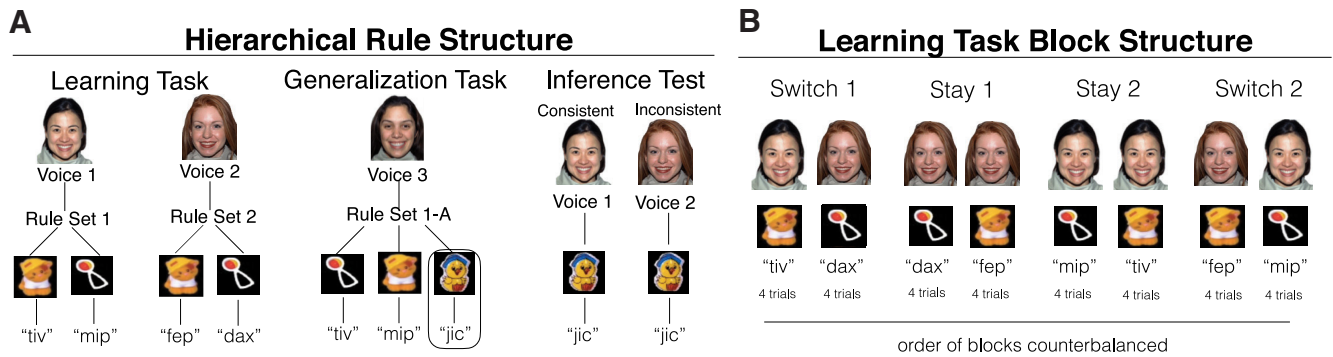 A
Hierarchical Rule Structure
Learning Task
Generalization Task
Inference Test
Consistent
Inconsistent
Voice 1
Voice 2
Voice 3
Voice 1
Voice 2
Rule Set 1
Rule Set 2
Rule Set 1-A
“tiv”
“mip”
“fep”
“dax”
“tiv”
“mip”
“jic”
“jic”
“jic”
B
Learning Task Block Structure
Switch 1
Stay 1
Stay 2
Switch 2
“tiv”
“dax”
“dax”
“fep”
“mip”
“tiv”
“fep”
“mip”
4 trials
4 trials
4 trials
4 trials
4 trials
4 trials
4 trials
4 trials
order of blocks counterbalanced